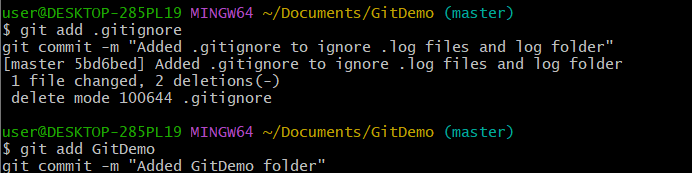 user@DESKTOP-285PL19 MINGW64 ~/Documents/GitDemo (master)
$ git add .gitignore
git commit -m "Added .gitignore to ignore .log files and log folder"
[master 5bd6bed] Added .gitignore to ignore .log files and log folder
 1 file changed, 2 deletions(-)
 delete mode 100644 .gitignore

user@DESKTOP-285PL19 MINGW64 ~/Documents/GitDemo (master)
$ git add GitDemo
git commit -m "Added GitDemo folder"